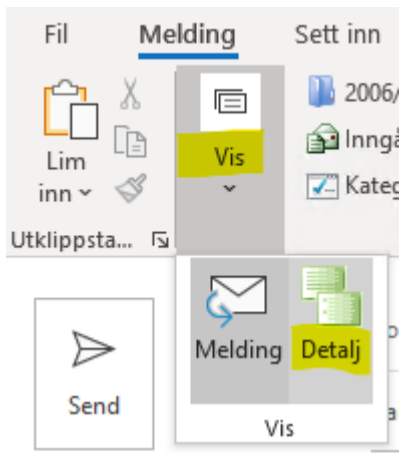 Fil Melding Sett inn
Lim
inn
Vis
2006/
Inngå
Kateg
Utklippsta...
Melding Detalj
Vis
Send